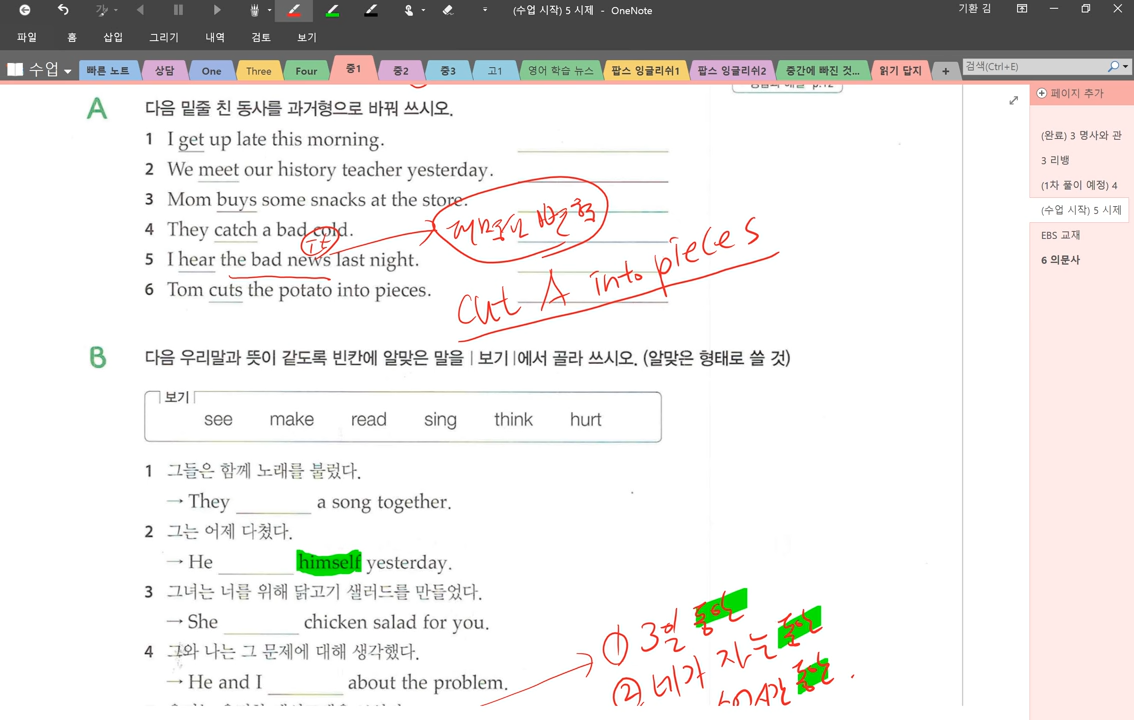 (수업 시작) 5 시제 - OneNote
기환 김
파일 홈 삽입 그리기 내역 검토 보기
수업 빠른 노트 상담 One Three Four 중1 중2 중3 고1 영어 학습 뉴스 팝스 잉글리쉬1 팝스 잉글리쉬2 중간에 빠진 것... 읽기 답지 + 검색(Ctrl+E)
페이지 추가
(완료) 3 명사와 관
3 리뱅
(1차 풀이 예정) 4
(수업 시작) 5 시제
EBS 교재
6 의문사
A 다음 밑줄 친 동사를 과거형으로 바꿔 쓰시오.
1 I get up late this morning.
2 We meet our history teacher yesterday.
3 Mom buys some snacks at the store.
4 They catch a bad cold.
it
5 I hear the bad news last night.
6 Tom cuts the potato into pieces.
cut A into pieces
B 다음 우리말과 뜻이 같도록 빈칸에 알맞은 말을 |보기|에서 골라 쓰시오. (알맞은 형태로 쓸 것)
보기
see make read sing think hurt
1 그들은 함께 노래를 불렀다.
→ They ________ a song together.
2 그는 어제 다쳤다.
→ He ________ himself yesterday.
3 그녀는 너를 위해 닭고기 샐러드를 만들었다.
→ She ________ chicken salad for you.
4 그와 나는 그 문제에 대해 생각했다.
→ He and I ________ about the problem.
① 3일 동안
② 네가 자는 동안
동안